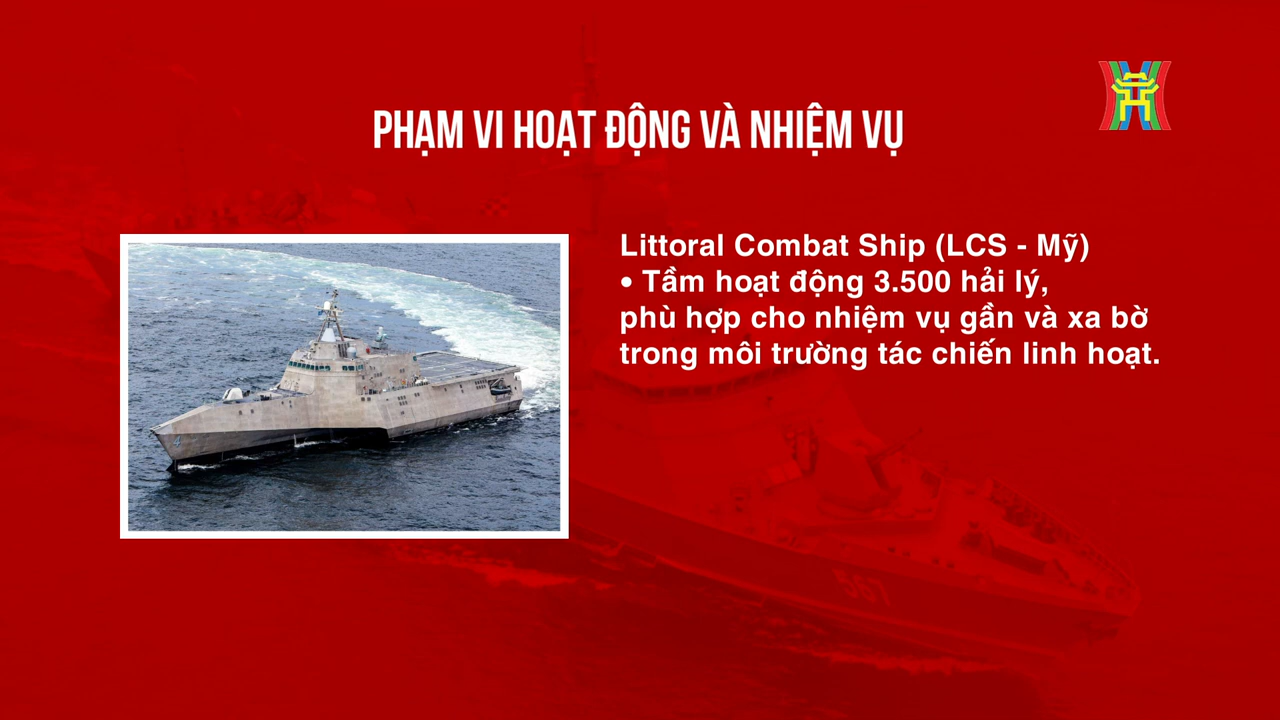 PHẠM VI HOẠT ĐỘNG VÀ NHIỆM VỤ
Littoral Combat Ship (LCS - Mỹ)
• Tầm hoạt động 3.500 hải lý,
phù hợp cho nhiệm vụ gần và xa bờ
trong môi trường tác chiến linh hoạt.
4